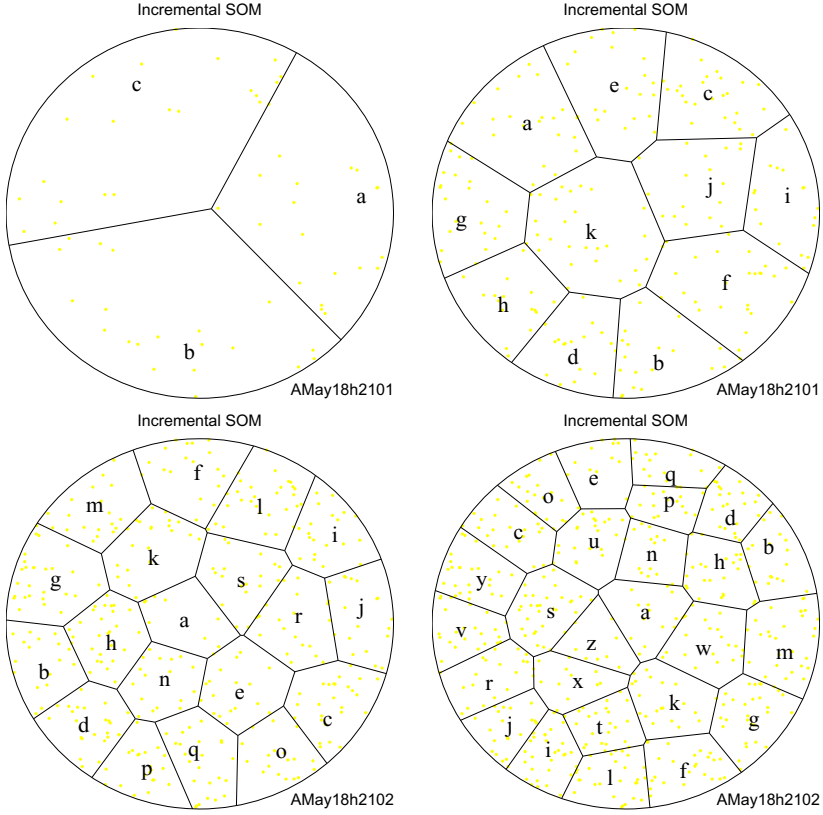 Incremental SOM
c
a
b
AMay18h2101
Incremental SOM
e
c
a
j
i
g
k
f
h
d
b
AMay18h2101
Incremental SOM
f
m
l
i
k
g
s
j
a
r
h
b
n
e
d
c
q
o
p
AMay18h2102
Incremental SOM
q
e
o
p
d
c
u
n
h
b
y
s
a
v
z
w
m
r
x
k
j
t
g
i
l
f
AMay18h2102